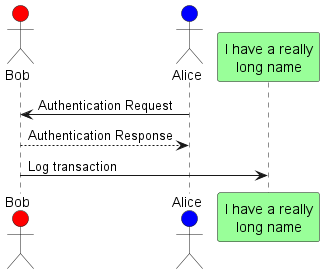 Bob
Alice
I have a really
long name
Authentication Request
Authentication Response
Log transaction
Bob
Alice
I have a really
long name